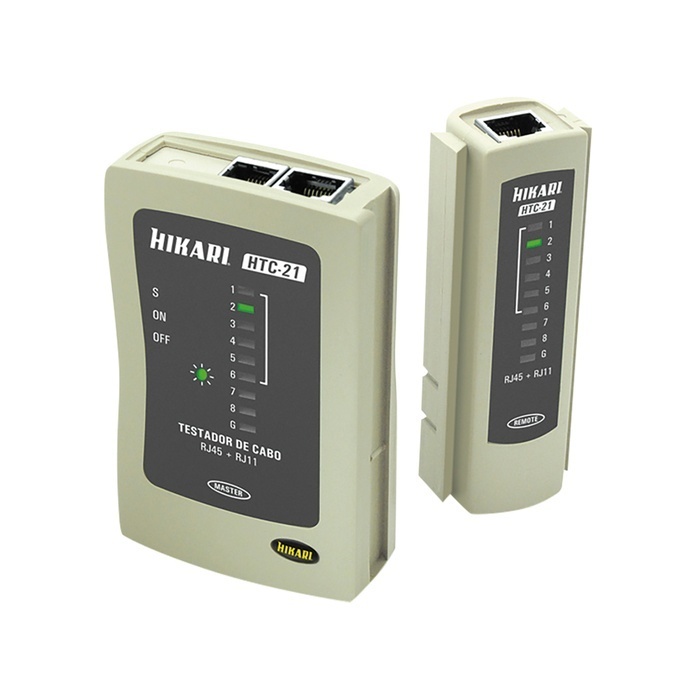 HIKARI HTC-21
S
ON
OFF
1
2
3
4
5
6
7
8
G
TESTADOR DE CABO
RJ45 + RJ11
MASTER
HIKARI
HIKARI
HTC-21
1
2
3
4
5
6
7
8
G
RJ45 + RJ11
REMOTE